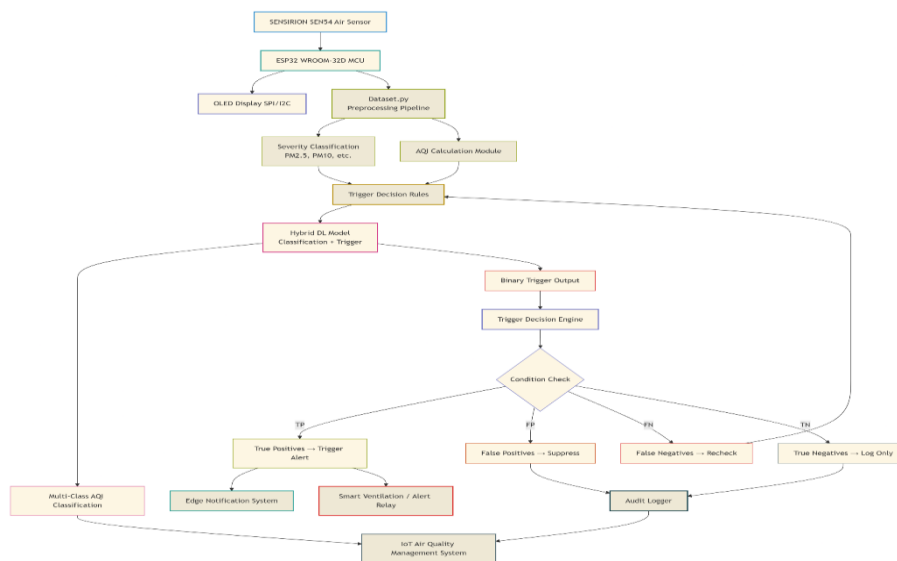 SENSIRION SEN54 Air Sensor
ESP32 WROOM-32D MCU
OLED Display SPI/I2C
Dataset.py
Preprocessing Pipeline
Severity Classification
PM2.5, PM10, etc.
AQI Calculation Module
Trigger Decision Rules
Hybrid DL Model
Classification + Trigger
Binary Trigger Output
Trigger Decision Engine
Condition Check
TP
FP
FN
TN
True Positives → Trigger
Alert
False Positives → Suppress
False Negatives → Recheck
True Negatives → Log Only
Multi-Class AQI
Classification
Edge Notification System
Smart Ventilation / Alert
Relay
Audit Logger
IoT Air Quality
Management System